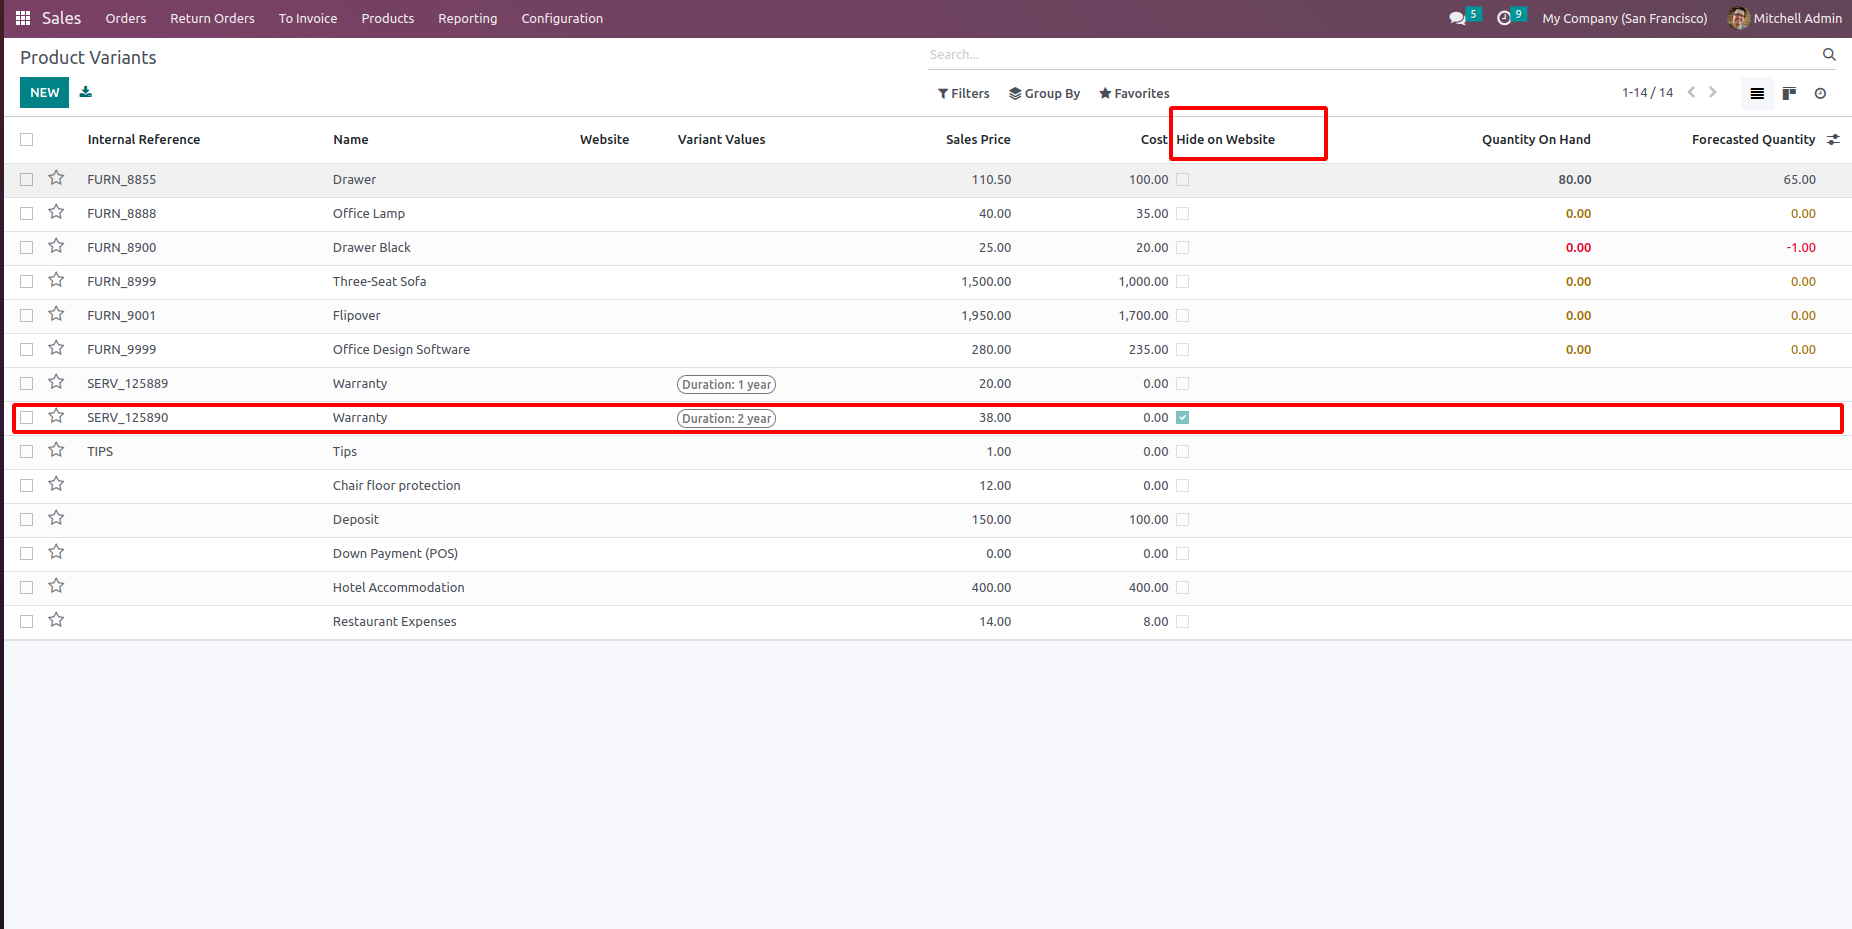 Sales Orders Return Orders To Invoice Products Reporting Configuration 5 9 My Company (San Francisco) Mitchell Admin
Product Variants Search...
NEW Filters Group By Favorites 1-14 / 14
Internal Reference Name Website Variant Values Sales Price Cost Hide on Website Quantity On Hand Forecasted Quantity
FURN_8855 Drawer 110.50 100.00 80.00 65.00
FURN_8888 Office Lamp 40.00 35.00 0.00 0.00
FURN_8900 Drawer Black 25.00 20.00 0.00 -1.00
FURN_8999 Three-Seat Sofa 1,500.00 1,000.00 0.00 0.00
FURN_9001 Flipover 1,950.00 1,700.00 0.00 0.00
FURN_9999 Office Design Software 280.00 235.00 0.00 0.00
SERV_125889 Warranty Duration: 1 year 20.00 0.00
SERV_125890 Warranty Duration: 2 year 38.00 0.00
TIPS Tips 1.00 0.00
Chair floor protection 12.00 0.00
Deposit 150.00 100.00
Down Payment (POS) 0.00 0.00
Hotel Accommodation 400.00 400.00
Restaurant Expenses 14.00 8.00